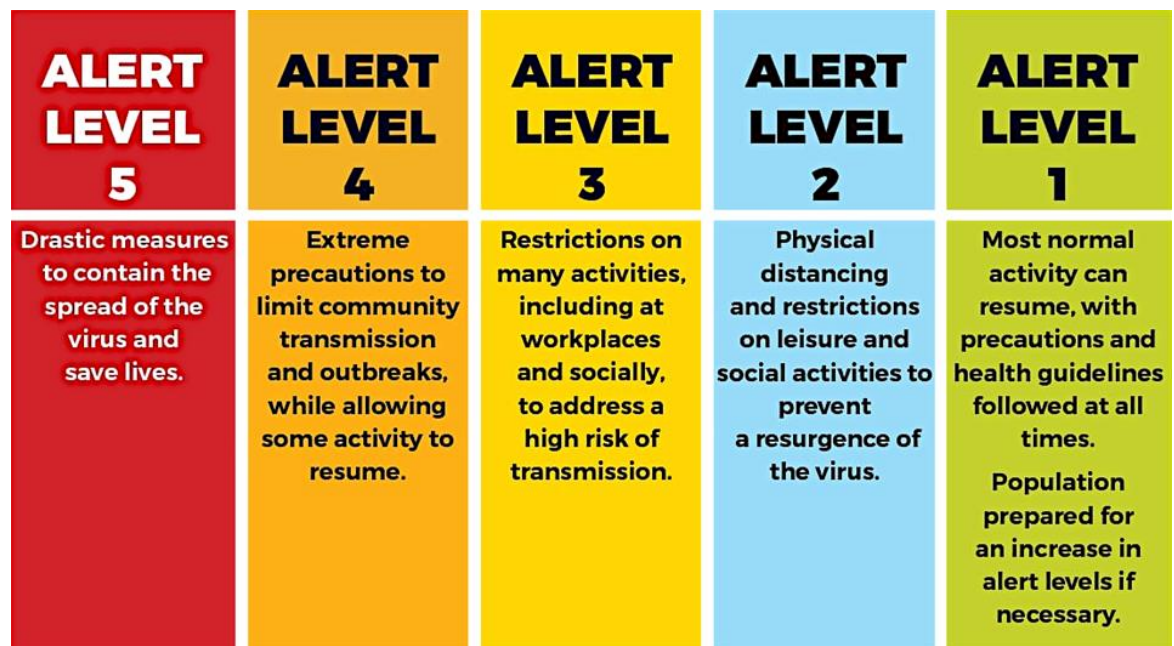 ALERT
LEVEL
5
Drastic measures
to contain the
spread of the
virus and
save lives.
ALERT
LEVEL
4
Extreme
precautions to
limit community
transmission
and outbreaks,
while allowing
some activity to
resume.
ALERT
LEVEL
3
Restrictions on
many activities,
including at
workplaces
and socially,
to address a
high risk of
transmission.
ALERT
LEVEL
2
Physical
distancing
and restrictions
on leisure and
social activities to
prevent
a resurgence of
the virus.
ALERT
LEVEL
1
Most normal
activity can
resume, with
precautions and
health guidelines
followed at all
times.
Population
prepared for
an increase in
alert levels if
necessary.